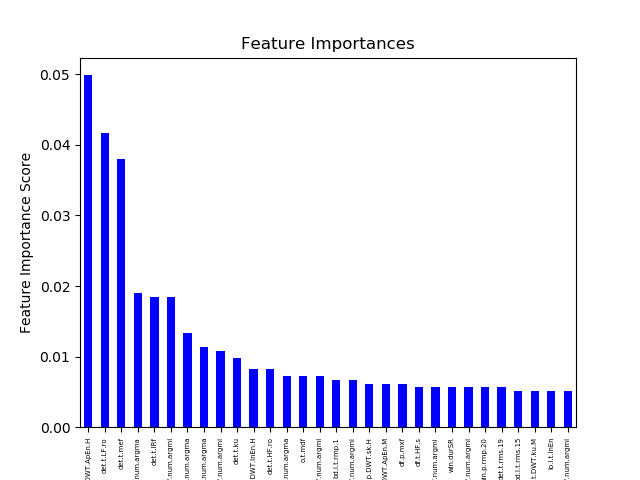 Feature Importances
Feature Importance Score
0.05
0.04
0.03
0.02
0.01
0.00
DWT.ApEn.H
det.t.LF.ro
det.t.mef
num.argma
det.t.iRf
.num.argmi
.num.argma
.num.argma
.num.argmi
det.t.ku
DWT.InEn.H
det.t.HF.ro
.num.argma
o.t.mdf
.num.argmi
bd.l.t.rmp.1
.num.argmi
p.DWT.sk.H
DWT.ApEn.M
df.p.mxf
df.t.HF.s
.num.argmi
win.durSR
.num.argmi
in.p.rmp.20
det.t.rms.19
bd.l.t.rms.15
t.DWT.ku.M
lo.l.t.InEn
.num.argmi